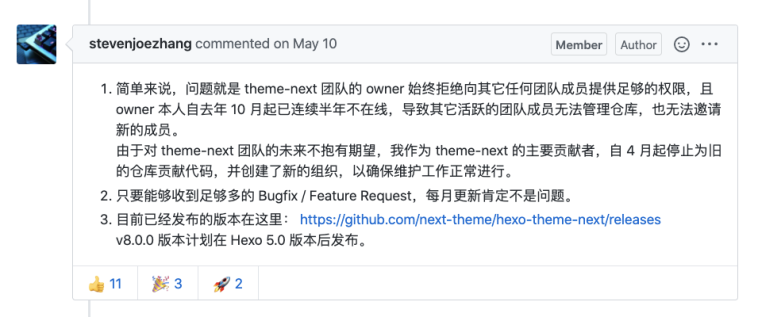 stevenjoezhang commented on May 10 Member Author
1. 简单来说，问题就是 theme-next 团队的 owner 始终拒绝向其它任何团队成员提供足够的权限，且
owner 本人自去年 10 月起已连续半年不在线，导致其它活跃的团队成员无法管理仓库，也无法邀请
新的成员。
由于对 theme-next 团队的未来不抱有期望，我作为 theme-next 的主要贡献者，自 4 月起停止为旧
的仓库贡献代码，并创建了新的组织，以确保维护工作正常进行。
2. 只要能够收到足够多的 Bugfix / Feature Request，每月更新肯定不是问题。
3. 目前已经发布的版本在这里： https://github.com/next-theme/hexo-theme-next/releases
v8.0.0 版本计划在 Hexo 5.0 版本后发布。
👍 11 🎉 3 🚀 2